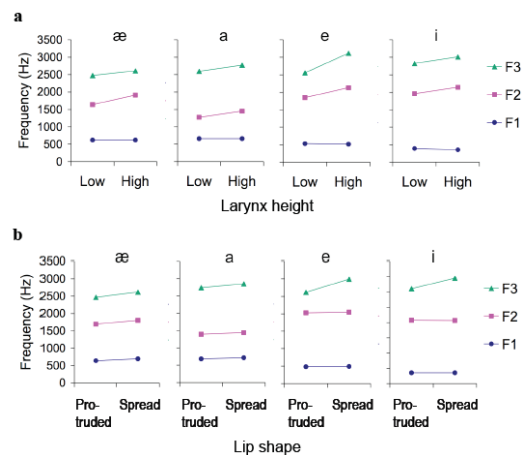 a
æ a e i
Frequency (Hz)
3500
3000
2500
2000
1500
1000
500
0
F3
F2
F1
Low High Low High Low High Low High
Larynx height
b
æ a e i
Frequency (Hz)
3500
3000
2500
2000
1500
1000
500
0
F3
F2
F1
Pro- Spread Pro- Spread Pro- Spread Pro- Spread
truded truded truded truded
Lip shape